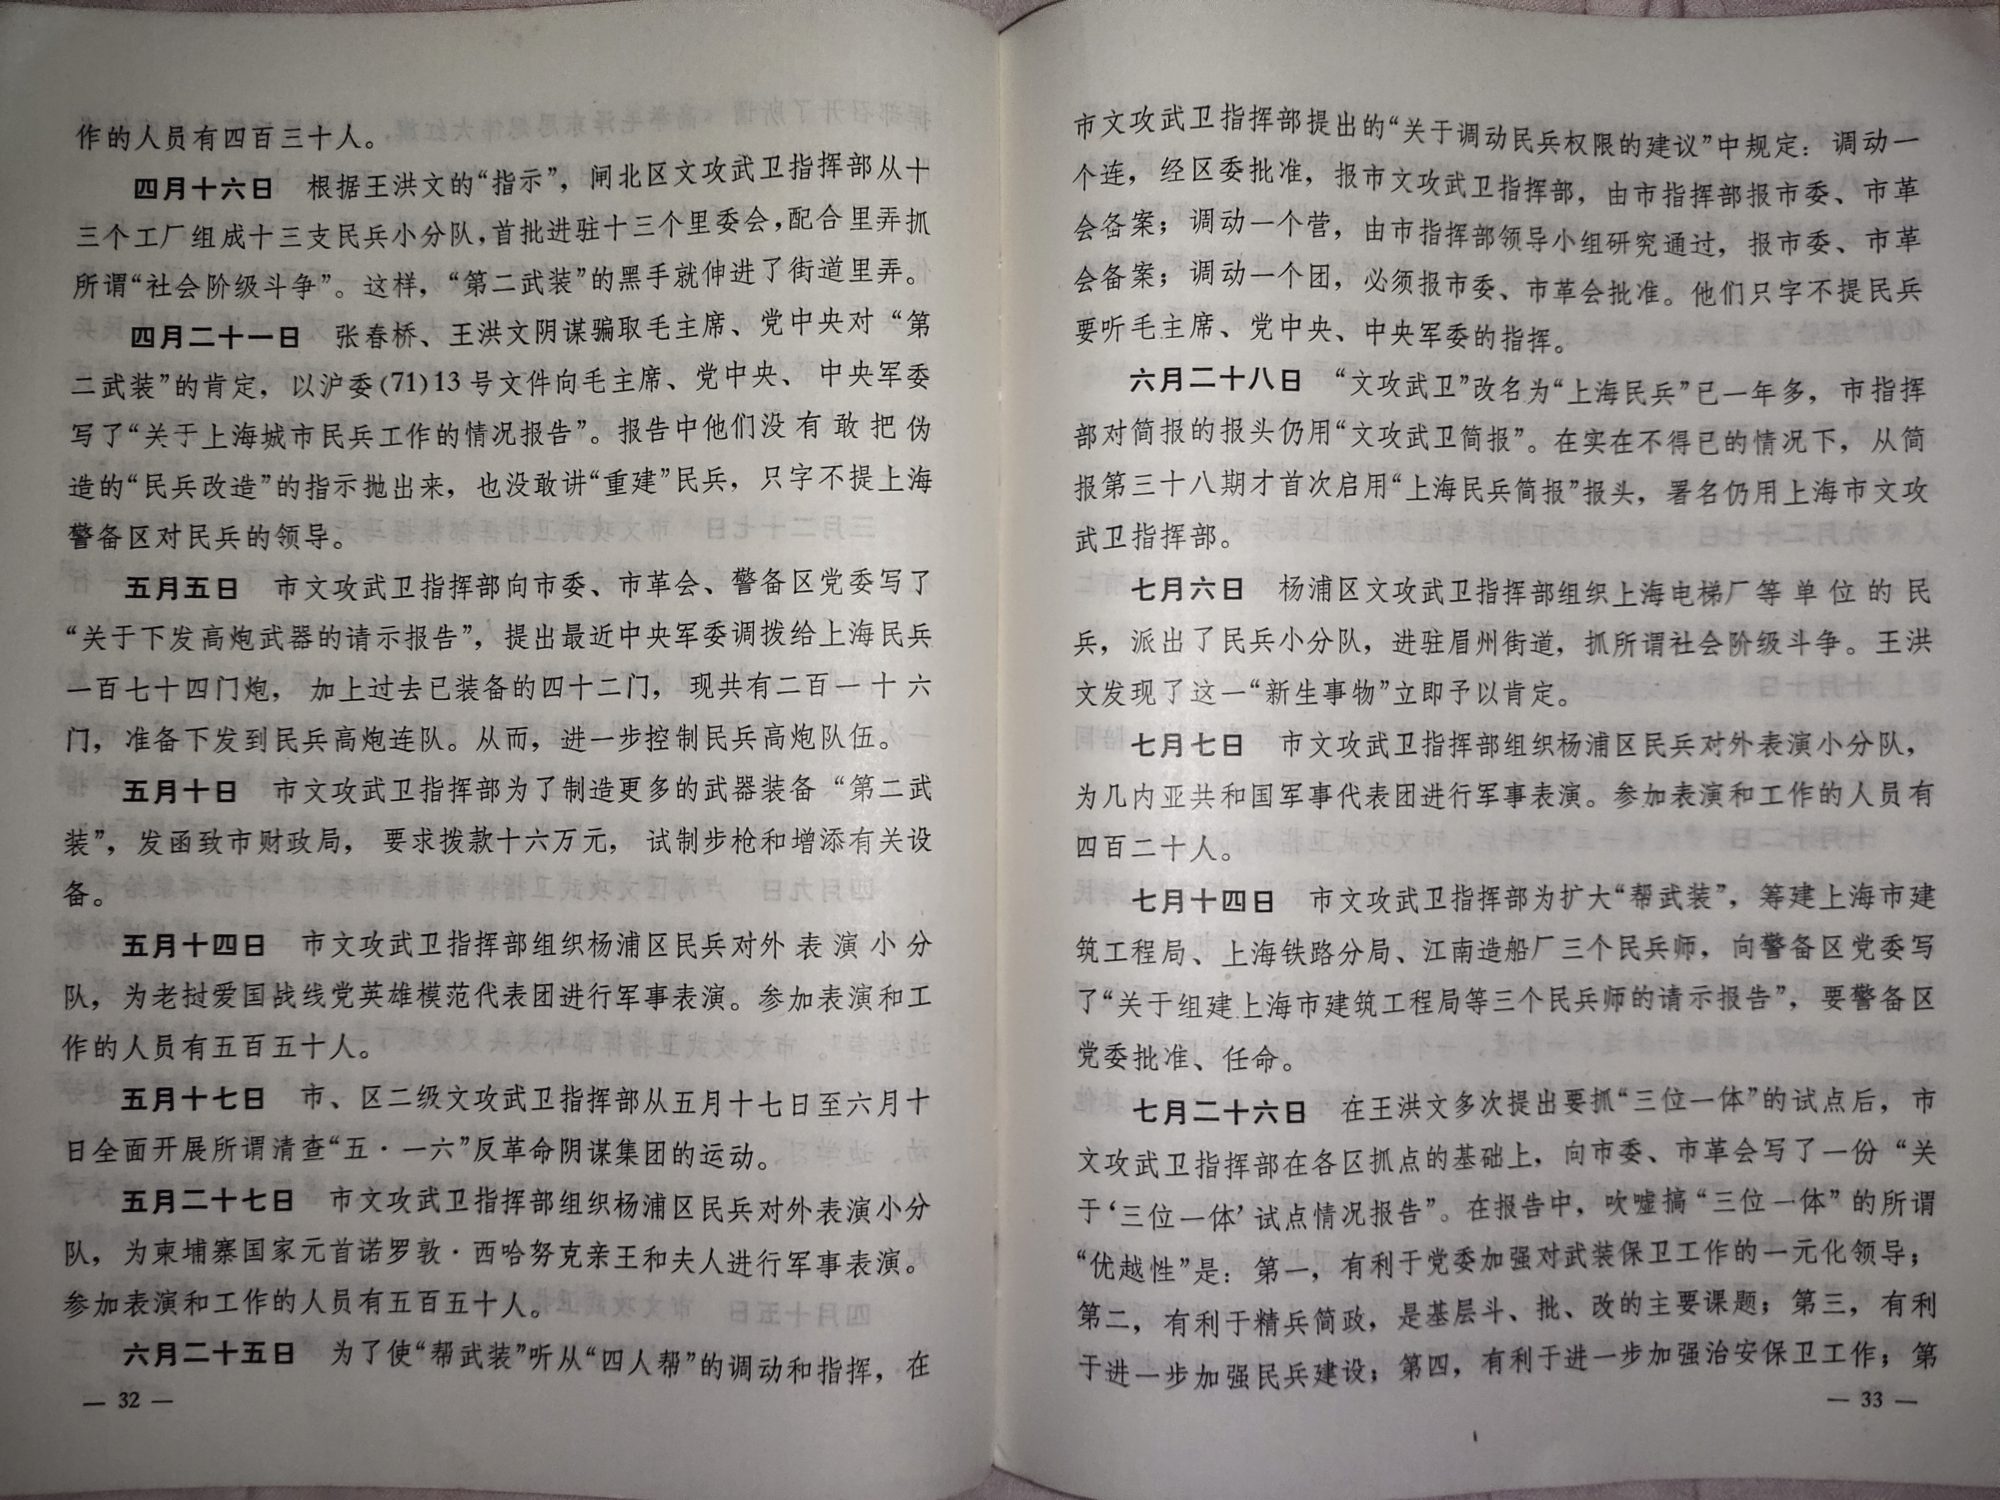 作的人员有四百三十人。
四月十六日 根据王洪文的“指示”，闸北区文攻武卫指挥部从十
三个工厂组成十三支民兵小分队，首批进驻十三个里委会，配合里弄抓
所谓“社会阶级斗争”。这样，“第二武装”的黑手就伸进了街道里弄。
四月二十一日 张春桥、王洪文阴谋骗取毛主席、党中央对“第
二武装”的肯定，以沪委(71)13号文件向毛主席、党中央、中央军委
写了“关于上海城市民兵工作的情况报告”。报告中他们没有敢把伪
造的“民兵改造”的指示抛出来，也没敢讲“重建”民兵，只字不提上海
警备区对民兵的领导。
五月五日 市文攻武卫指挥部向市委、市革会、警备区党委写了
“关于下发高炮武器的请示报告”，提出最近中央军委调拨给上海民兵
一百七十四门炮，加上过去已装备的四十二门，现共有二百一十六
门，准备下发到民兵高炮连队。从而，进一步控制民兵高炮队伍。
五月十日 市文攻武卫指挥部为了制造更多的武器装备“第二武
装”，发函致市财政局，要求拨款十六万元，试制步枪和增添有关设
备。
五月十四日 市文攻武卫指挥部组织杨浦区民兵对外表演小分
队，为老挝爱国战线党英雄模范代表团进行军事表演。参加表演和工
作的人员有五百五十人。
五月十七日 市、区二级文攻武卫指挥部从五月十七日至六月十
日全面开展所谓清查“五·一六”反革命阴谋集团的运动。
五月二十七日 市文攻武卫指挥部组织杨浦区民兵对外表演小分
队，为柬埔寨国家元首诺罗敦·西哈努克亲王和夫人进行军事表演。
参加表演和工作的人员有五百五十人。
六月二十五日 为了使“帮武装”听从“四人帮”的调动和指挥，在
— 32 —
市文攻武卫指挥部提出的“关于调动民兵权限的建议”中规定：调动一
个连，经区委批准，报市文攻武卫指挥部，由市指挥部报市委、市革
会备案；调动一个营，由市指挥部领导小组研究通过，报市委、市革
会备案；调动一个团，必须报市委、市革会批准。他们只字不提民兵
要听毛主席、党中央、中央军委的指挥。
六月二十八日 “文攻武卫”改名为“上海民兵”已一年多，市指挥
部对简报的报头仍用“文攻武卫简报”。在实在不得已的情况下，从简
报第三十八期才首次启用“上海民兵简报”报头，署名仍用上海市文攻
武卫指挥部。
七月六日 杨浦区文攻武卫指挥部组织上海电梯厂等单位的民
兵，派出了民兵小分队，进驻眉州街道，抓所谓社会阶级斗争。王洪
文发现了这一“新生事物”立即予以肯定。
七月七日 市文攻武卫指挥部组织杨浦区民兵对外表演小分队，
为几内亚共和国军事代表团进行军事表演。参加表演和工作的人员有
四百二十人。
七月十四日 市文攻武卫指挥部为扩大“帮武装”，筹建上海市建
筑工程局、上海铁路分局、江南造船厂三个民兵师，向警备区党委写
了“关于组建上海市建筑工程局等三个民兵师的请示报告”，要警备区
党委批准、任命。
七月二十六日 在王洪文多次提出要抓“三位一体”的试点后，市
文攻武卫指挥部在各区抓点的基础上，向市委、市革会写了一份“关
于‘三位一体’试点情况报告”。在报告中，吹嘘搞“三位一体”的所谓
“优越性”是：第一，有利于党委加强对武装保卫工作的一元化领导；
第二，有利于精兵简政，是基层斗、批、改的主要课题；第三，有利
于进一步加强民兵建设；第四，有利于进一步加强治安保卫工作；第
— 33 —